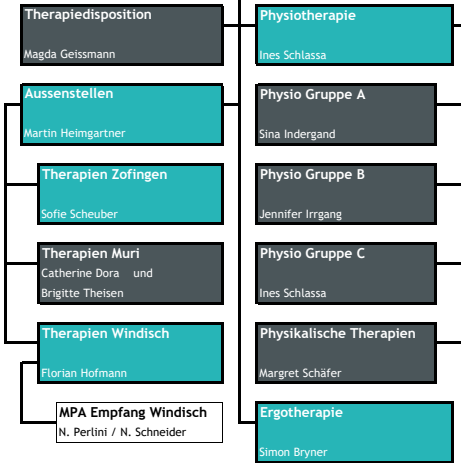 Therapiedisposition
Magda Geissmann
Aussenstellen
Martin Heimgartner
Therapien Zofingen
Sofie Scheuber
Therapien Muri
Catherine Dora und
Brigitte Theisen
Therapien Windisch
Florian Hofmann
MPA Empfang Windisch
N. Perlini / N. Schneider
Physiotherapie
Ines Schlassa
Physio Gruppe A
Sina Indergand
Physio Gruppe B
Jennifer Irrgang
Physio Gruppe C
Ines Schlassa
Physikalische Therapien
Margret Schäfer
Ergotherapie
Simon Bryner